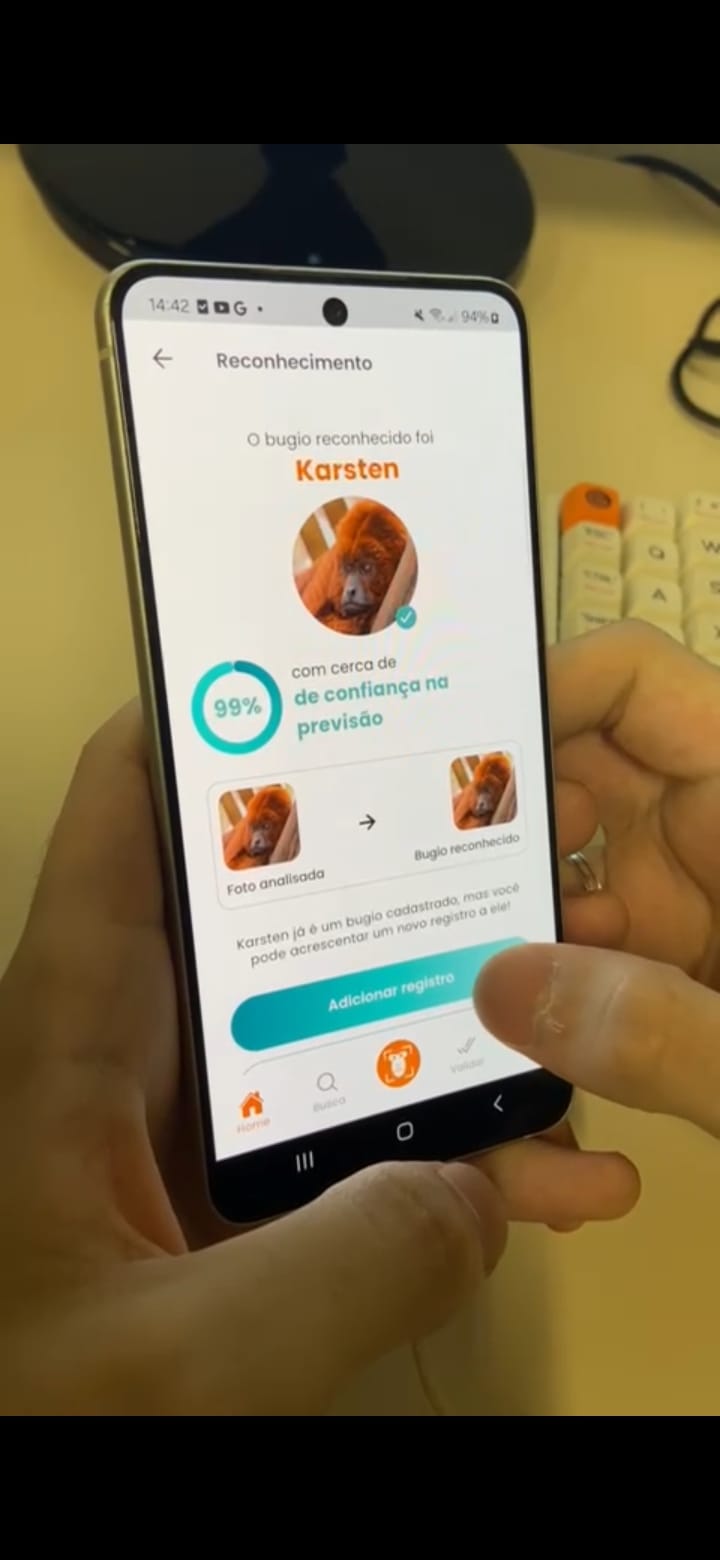 14:42 G
94%
Reconhecimento
O bugio reconhecido foi
Karsten
99%
com cerca de
de confiança na
previsão
Foto analisada
Bugio reconhecido
Karsten já é um bugio cadastrado, mas você
pode acrescentar um novo registro a ele!
Adicionar registro
Home
Busca
Validar
Q
W
A